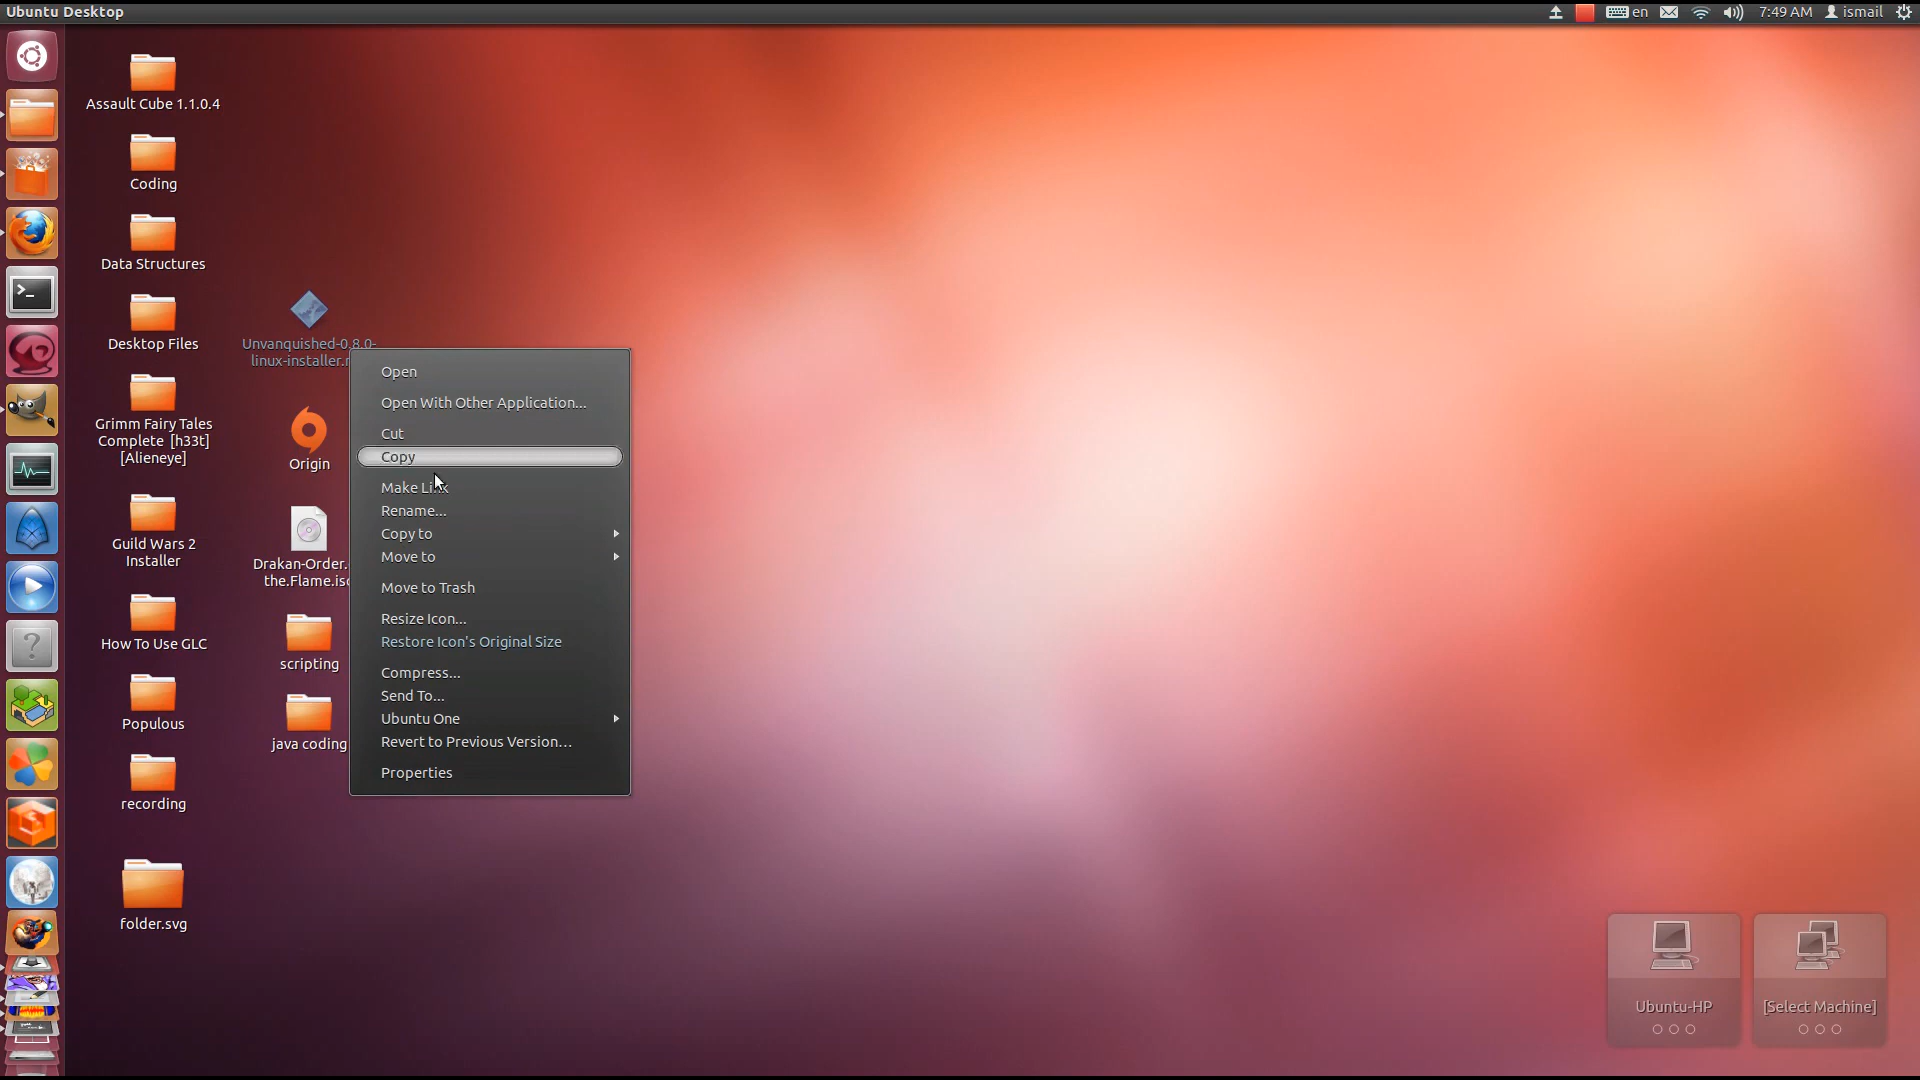 Ubuntu Desktop
en
7:49 AM
ismail
Assault Cube 1.1.0.4
Coding
Data Structures
Desktop Files
Grimm Fairy Tales
Complete [h33t]
[Alieneye]
Guild Wars 2
Installer
How To Use GLC
Populous
recording
folder.svg
Unvanquished-0.8.0-
linux-installer.r
Origin
Drakan-Order.
the.Flame.iso
scripting
java coding
Open
Open With Other Application...
Cut
Copy
Make Link
Rename...
Copy to
Move to
Move to Trash
Resize Icon...
Restore Icon's Original Size
Compress...
Send To...
Ubuntu One
Revert to Previous Version...
Properties
Ubuntu-HP
[Select Machine]